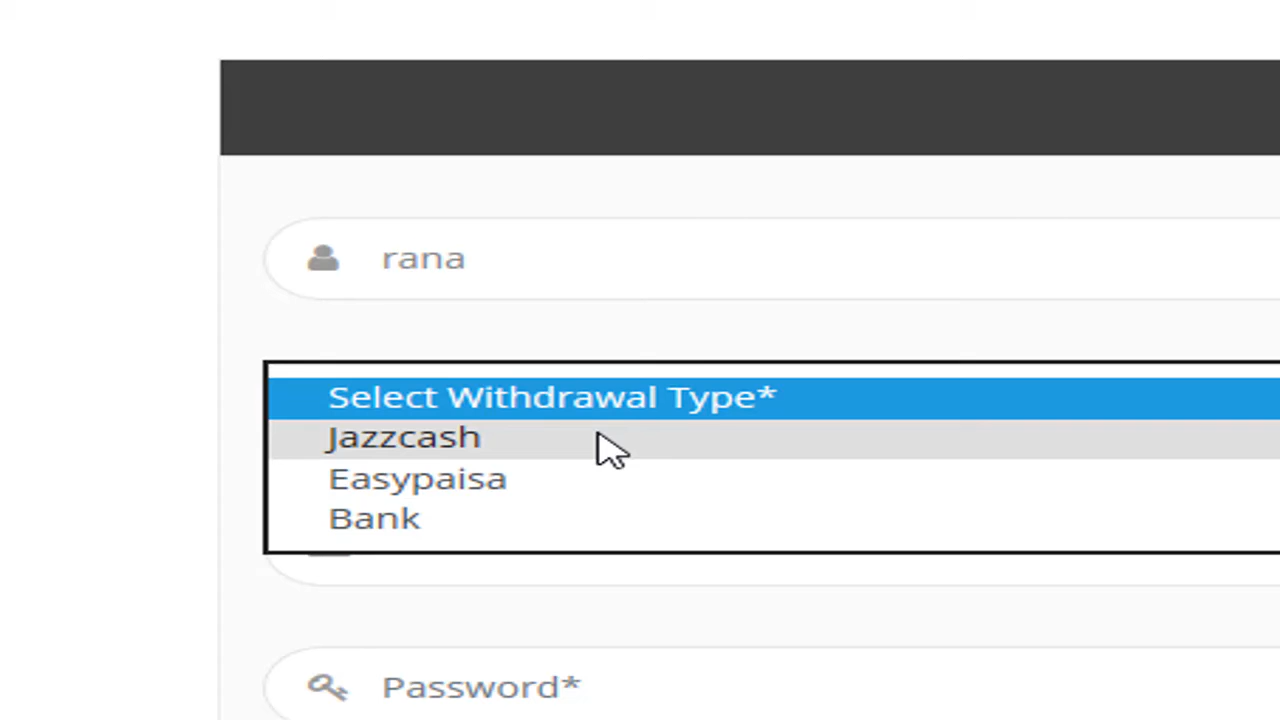 rana
Select Withdrawal Type*
Jazzcash
Easypaisa
Bank
Password*